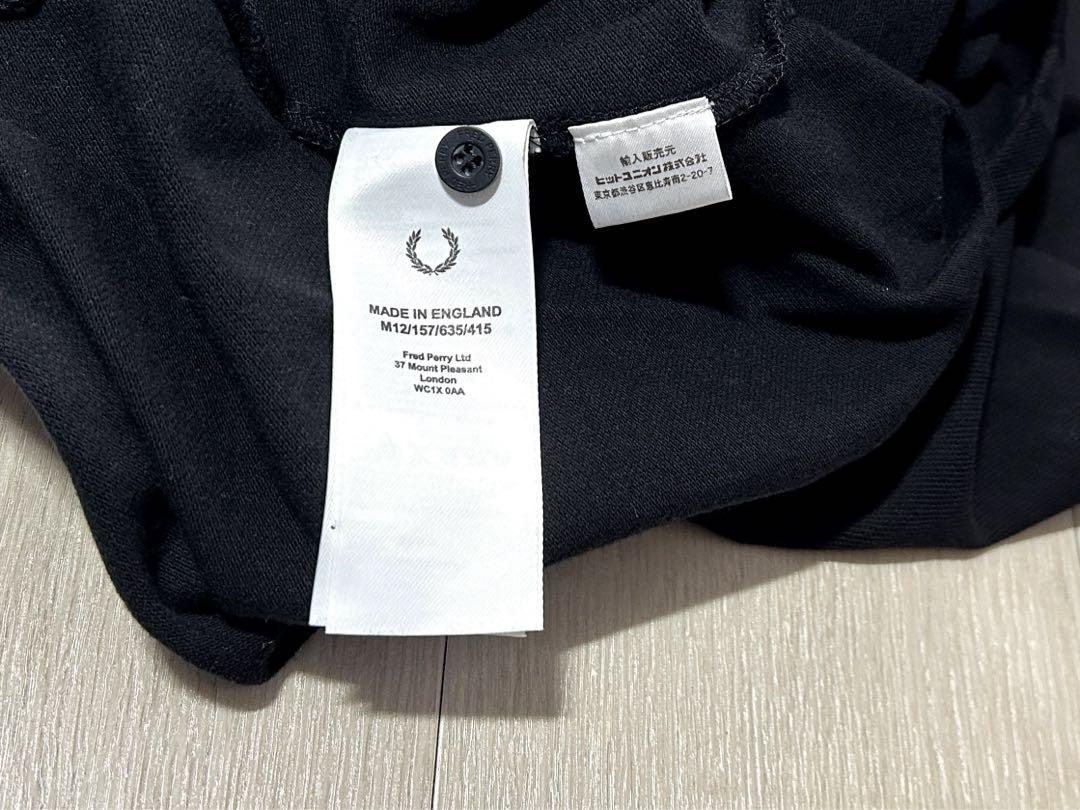 MADE IN ENGLAND
M12/157/635/415
Fred Perry Ltd
37 Mount Pleasant
London
WC1X 0AA
輸入販売元
ヒットユニオン株式会社
東京都渋谷区恵比寿南2-20-7